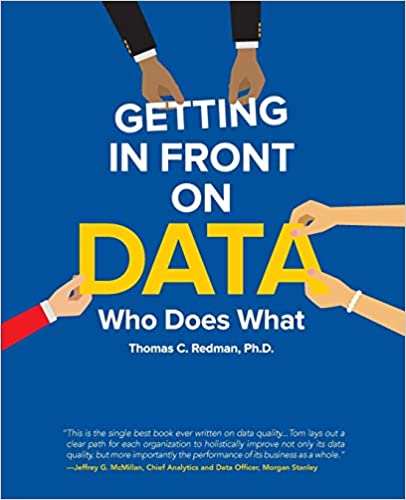 GETTING
IN FRONT
ON
DATA
Who Does What
Thomas C. Redman, Ph.D.
"This is the single best book ever written on data quality...Tom lays out a
clear path for each organization to holistically improve not only its data
quality, but more importantly the performance of its business as a whole."
—Jeffrey G. McMillan, Chief Analytics and Data Officer, Morgan Stanley